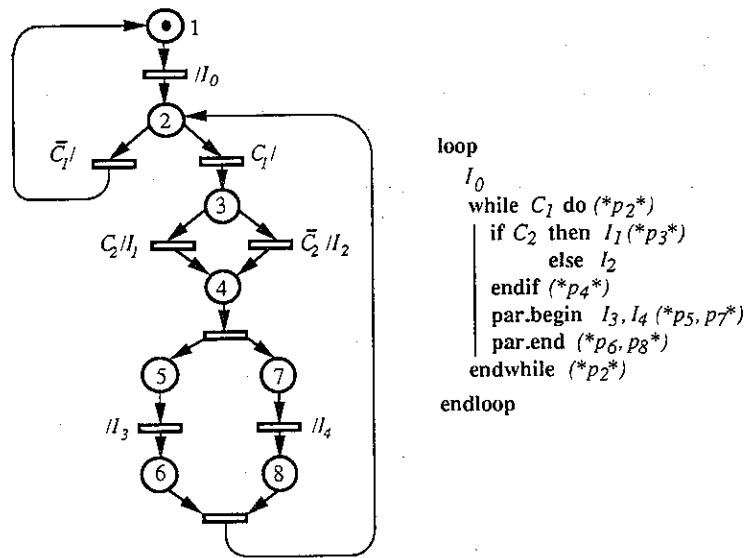 1
/I₀
2
C̄₁/ C₁/
3
C₂/I₁ C̄₂/I₂
4
5 7
/I₃ /I₄
6 8
loop
I₀
while C₁ do (*p₂*)
if C₂ then I₁ (*p₃*)
else I₂
endif (*p₄*)
par.begin I₃, I₄ (*p₅, p₇*)
par.end (*p₆, p₈*)
endwhile (*p₂*)
endloop